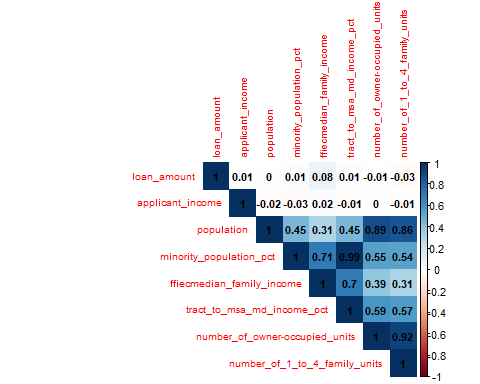 loan_amount
applicant_income
population
minority_population_pct
ffiecmedian_family_income
tract_to_msa_md_income_pct
number_of_owner-occupied_units
number_of_1_to_4_family_units
loan_amount 1 0.01 0 0.01 0.08 0.01 -0.01 -0.03
applicant_income 1 -0.02 -0.03 0.02 -0.01 0 -0.01
population 1 0.45 0.31 0.45 0.89 0.86
minority_population_pct 1 0.71 0.99 0.55 0.54
ffiecmedian_family_income 1 0.7 0.39 0.31
tract_to_msa_md_income_pct 1 0.59 0.57
number_of_owner-occupied_units 1 0.92
number_of_1_to_4_family_units 1
1
0.8
0.6
0.4
0.2
0
-0.2
-0.4
-0.6
-0.8
-1